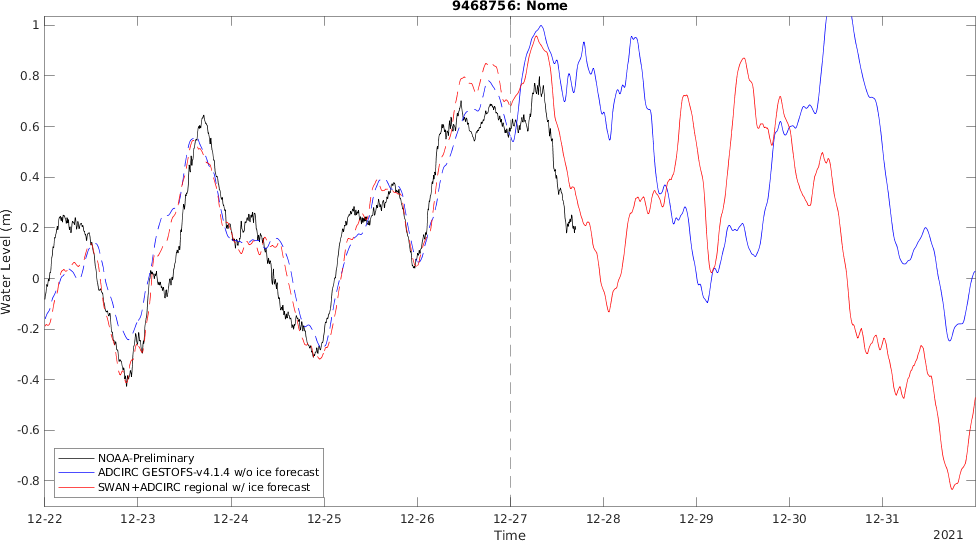 9468756: Nome
1
0.8
0.6
0.4
0.2
0
-0.2
-0.4
-0.6
-0.8
Water Level (m)
NOAA-Preliminary
ADCIRC GESTOFS-v4.1.4 w/o ice forecast
SWAN+ADCIRC regional w/ ice forecast
12-22 12-23 12-24 12-25 12-26 12-27 12-28 12-29 12-30 12-31
Time
2021